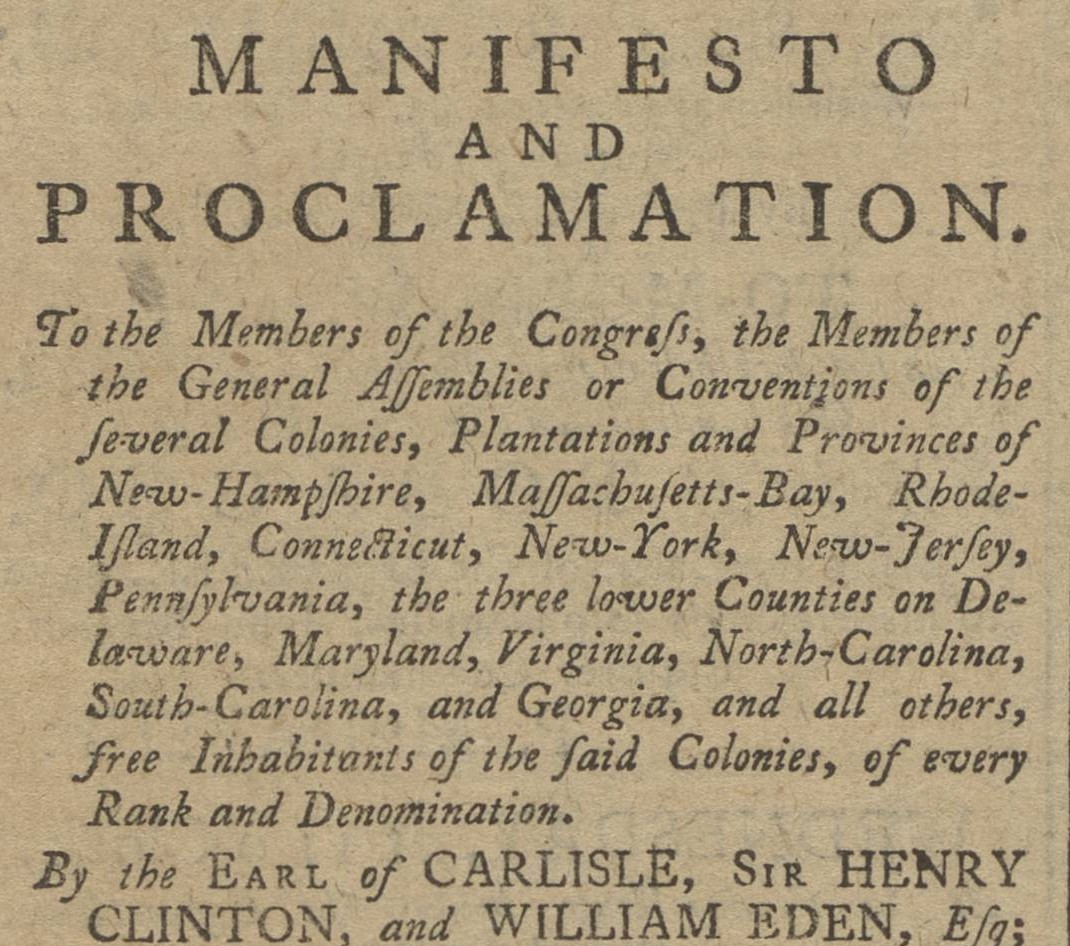 MANIFESTO
AND
PROCLAMATION.
To the Members of the Congreſs, the Members of
the General Aſſemblies or Conventions of the
ſeveral Colonies, Plantations and Provinces of
New-Hampſhire, Maſſachuſetts-Bay, Rhode-
Iſland, Connecticut, New-York, New-Jerſey,
Pennſylvania, the three lower Counties on De-
laware, Maryland, Virginia, North-Carolina,
South-Carolina, and Georgia, and all others,
free Inhabitants of the ſaid Colonies, of every
Rank and Denomination.
By the EARL of CARLISLE, SIR HENRY
CLINTON, and WILLIAM EDEN, Eſq;